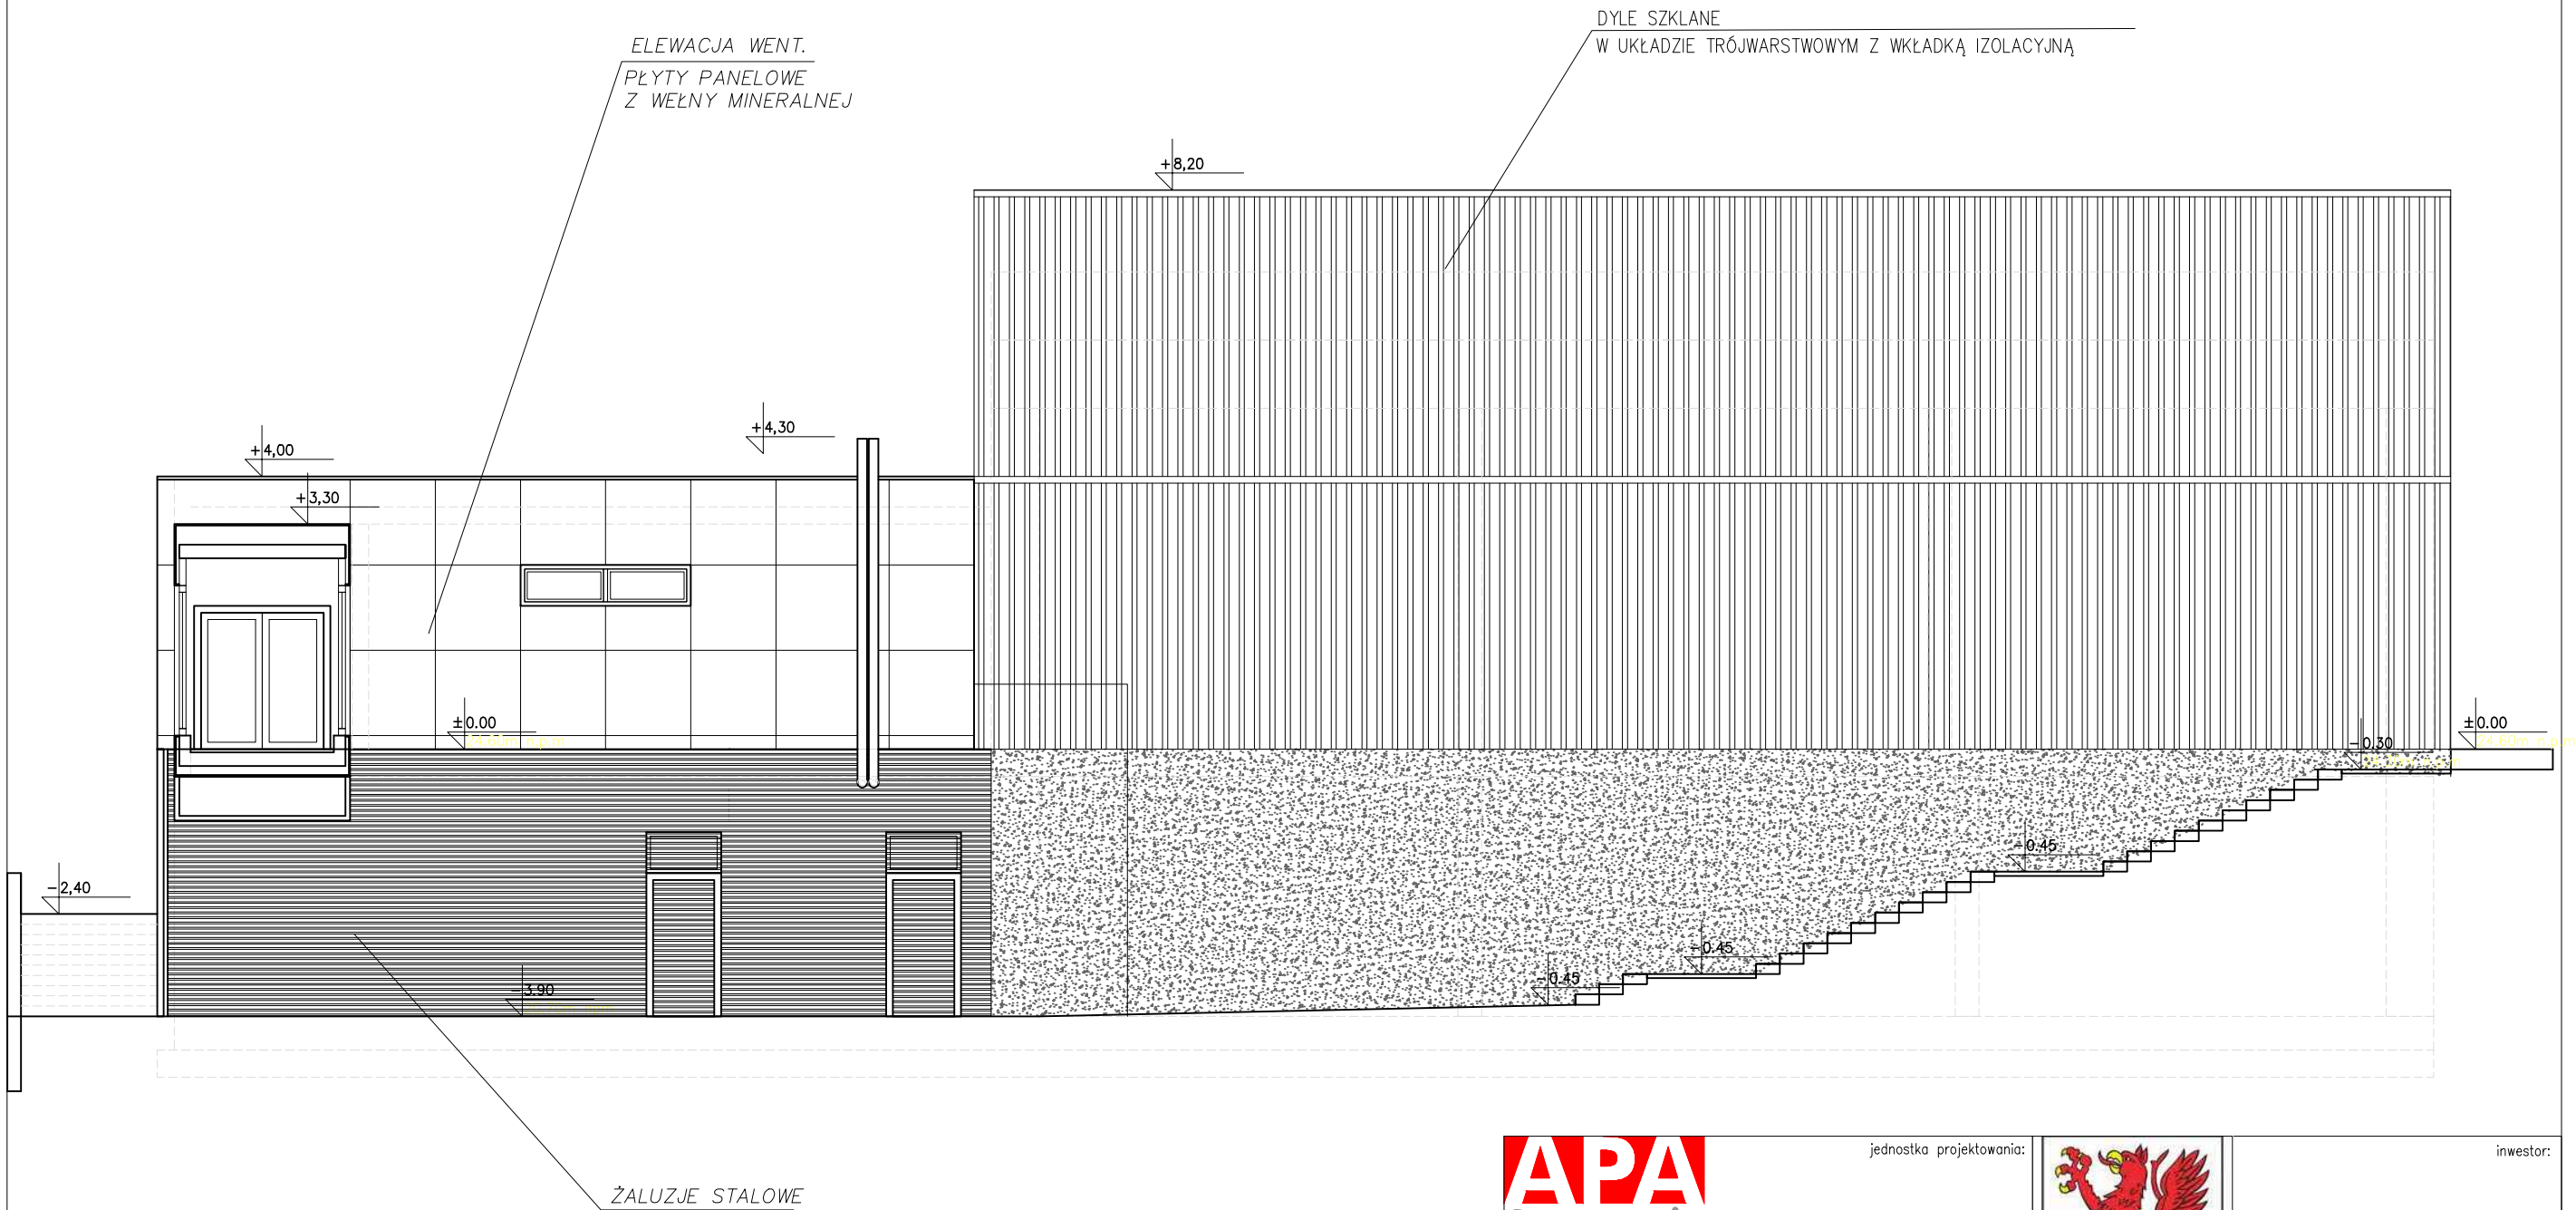 DYLE SZKLANE
W UKŁADZIE TRÓJWARSTWOWYM Z WKŁADKĄ IZOLACYJNĄ
ELEWACJA WENT.
PŁYTY PANELOWE
Z WEŁNY MINERALNEJ
+8,20
+4,30
+4,00
+3,30
±0.00
±0.00
-0.30
-0.45
-2,40
-0.45
-0.45
-3.90
APA
jednostka projektowania:
inwestor:
ŻALUZJE STALOWE